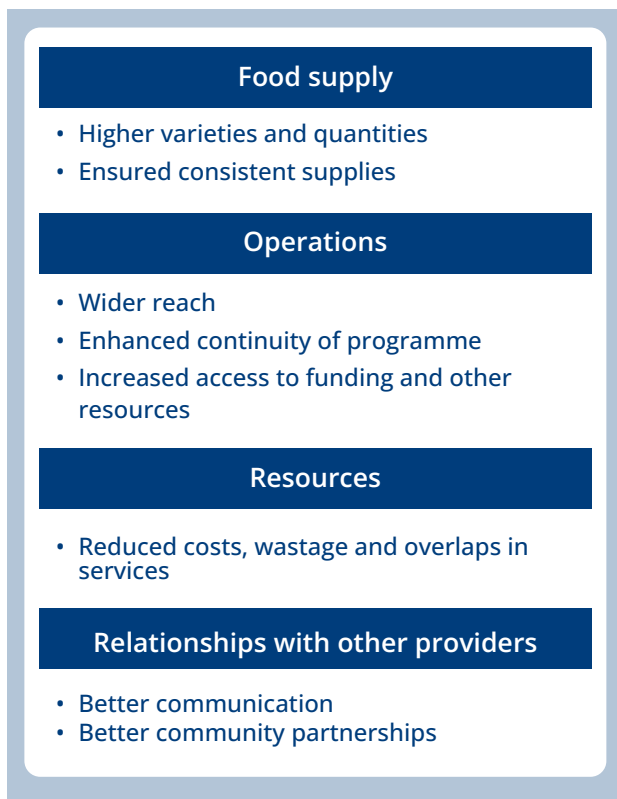 Food supply
• Higher varieties and quantities
• Ensured consistent supplies
Operations
• Wider reach
• Enhanced continuity of programme
• Increased access to funding and other
resources
Resources
• Reduced costs, wastage and overlaps in
services
Relationships with other providers
• Better communication
• Better community partnerships